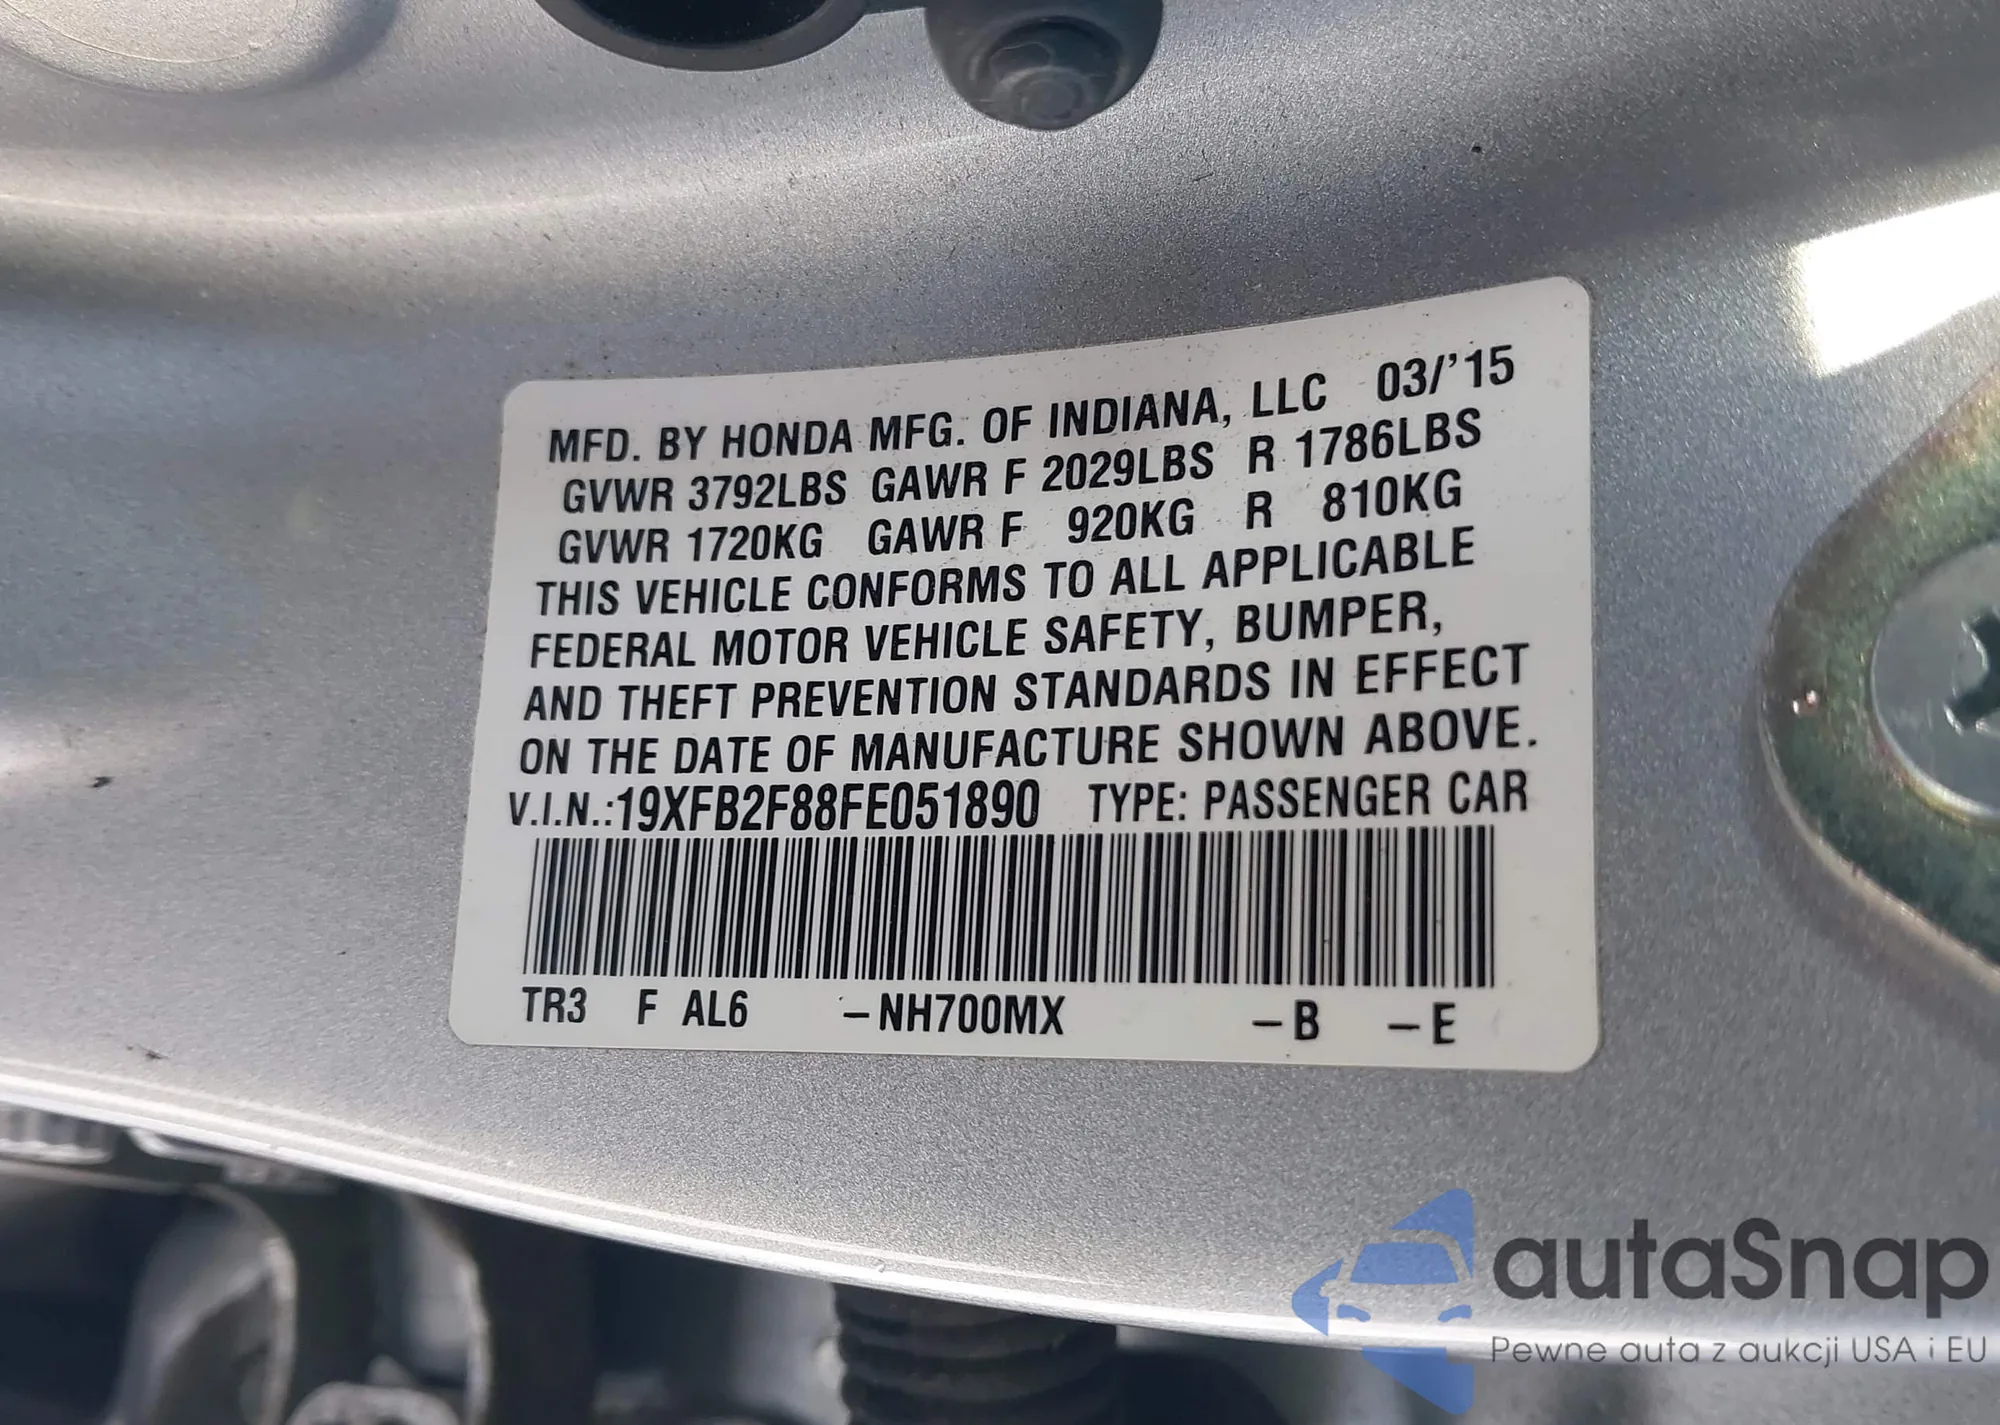 MFD. BY HONDA MFG. OF INDIANA, LLC 03/'15
GVWR 3792LBS GAWR F 2029LBS R 1786LBS
GVWR 1720KG GAWR F 920KG R 810KG
THIS VEHICLE CONFORMS TO ALL APPLICABLE
FEDERAL MOTOR VEHICLE SAFETY, BUMPER,
AND THEFT PREVENTION STANDARDS IN EFFECT
ON THE DATE OF MANUFACTURE SHOWN ABOVE.
V.I.N.:19XFB2F88FE051890 TYPE: PASSENGER CAR
TR3 F AL6 –NH700MX –B –E
autaSnap
Pewne auta z aukcji USA i EU